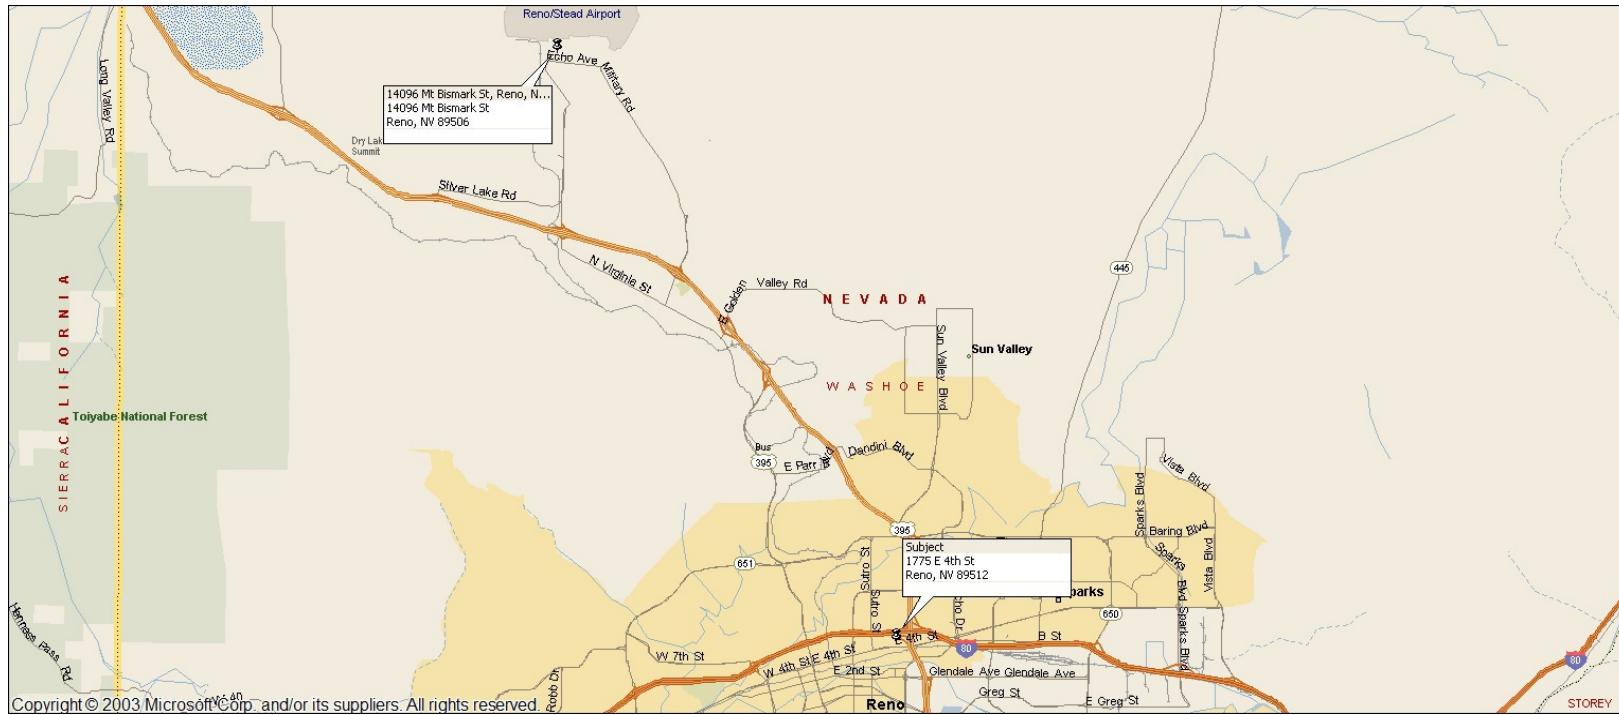 Reno/Stead Airport
Echo Ave
Military Rd
Long Valley Rd
14096 Mt Bismark St, Reno, N...
14096 Mt Bismark St
Reno, NV 89506
Dry Lake
Summit
Silver Lake Rd
N Virginia St
E Golden Valley Rd
NEVADA
445
Sun Valley
Sun Valley Blvd
WASHOE
CALIFORNIA
SIERRA
Toiyabe National Forest
Bus
395
E Parr Blvd
Dandini Blvd
Vista Blvd
Sparks Blvd
Baring Blvd
395
Subject
1775 E 4th St
Reno, NV 89512
651
Sutro St
Sutro St
Sparks Blvd
Vista Blvd
Sparks Blvd
parks
650
cho Dr
E 4th St
B St
80
Henness Pass Rd
W 7th St
W 4th St
E 4th St
E 2nd St
Glendale Ave
Glendale Ave
Greg St
E Greg St
Robb Dr
Reno
80
STOREY
Copyright © 2003 Microsoft Corp. and/or its suppliers. All rights reserved.